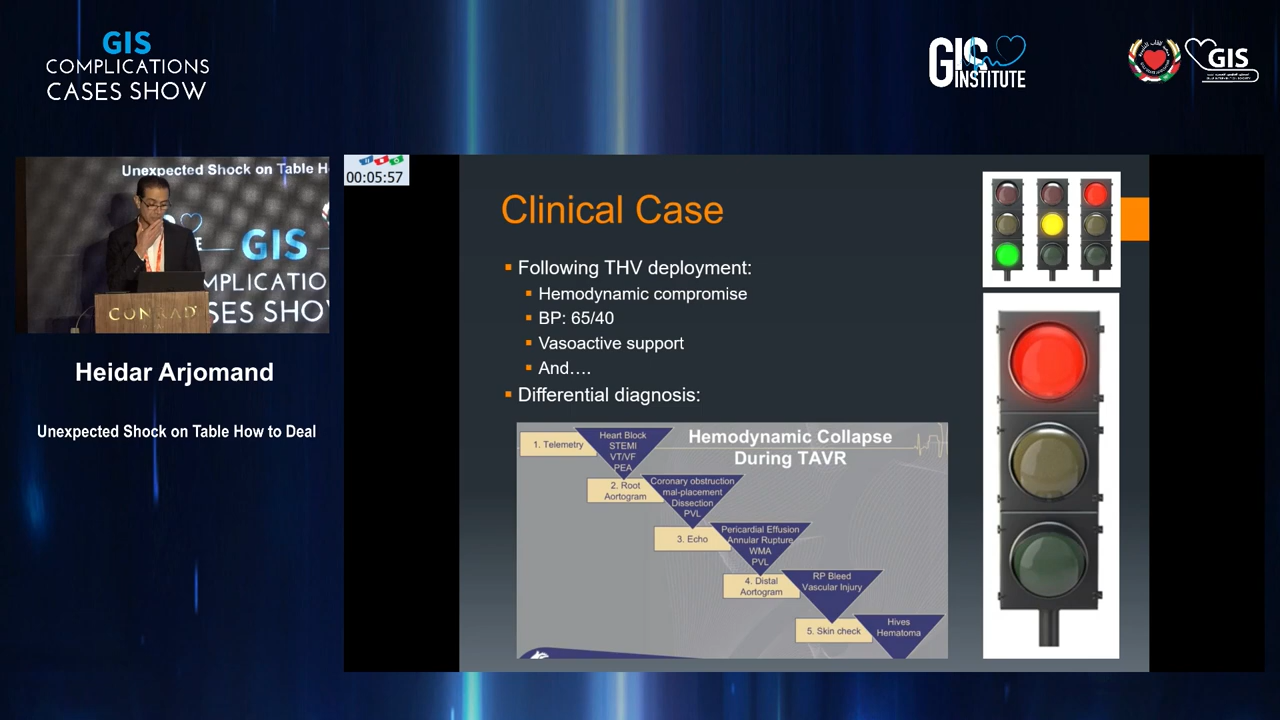 GIS
COMPLICATIONS
CASES SHOW
GIS
INSTITUTE
GIS
Unexpected Shock on Table H
GIS
MPLICATI
SES SHO
CONRAD
Heidar Arjomand
Unexpected Shock on Table How to Deal
00:05:57
Clinical Case
Following THV deployment:
Hemodynamic compromise
BP: 65/40
Vasoactive support
And....
Differential diagnosis:
Hemodynamic Collapse
During TAVR
1. Telemetry
Heart Block
STEMI
VT/VF
PEA
2. Root
Aortogram
Coronary obstruction
mal-placement
Dissection
PVL
3. Echo
Pericardial Effusion
Annular Rupture
WMA
PVL
4. Distal
Aortogram
RP Bleed
Vascular Injury
5. Skin check
Hives
Hematoma